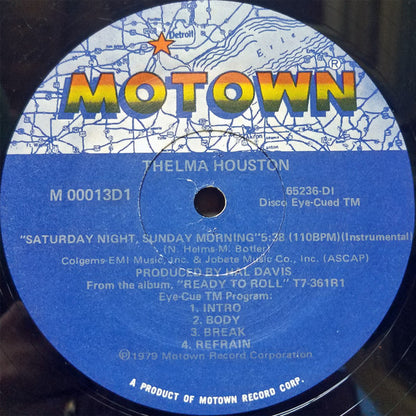 Detroit
Erie
MOTOWN®
THELMA HOUSTON
M 00013D1
65236-DI
Disco Eye-Cued TM
"SATURDAY NIGHT, SUNDAY MORNING"5:38 (110BPM)(Instrumental)
(N. Helms-M. Botler)
Colgems-EMI Music, Inc. & Jobete Music Co., Inc. (ASCAP)
PRODUCED BY HAL DAVIS
From the album, "READY TO ROLL" T7-361R1
Eye-Cue TM Program:
1. INTRO
2. BODY
3. BREAK
4. REFRAIN
℗1979 Motown Record Corporation
A PRODUCT OF MOTOWN RECORD CORP.